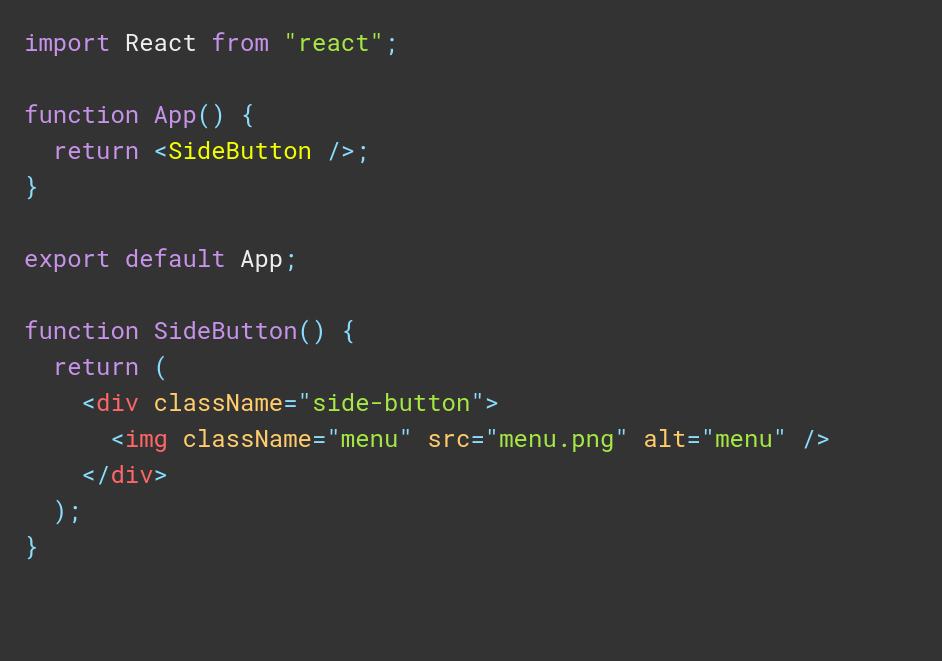 import React from "react";

function App() {
  return <SideButton />;
}

export default App;

function SideButton() {
  return (
    <div className="side-button">
      <img className="menu" src="menu.png" alt="menu" />
    </div>
  );
}